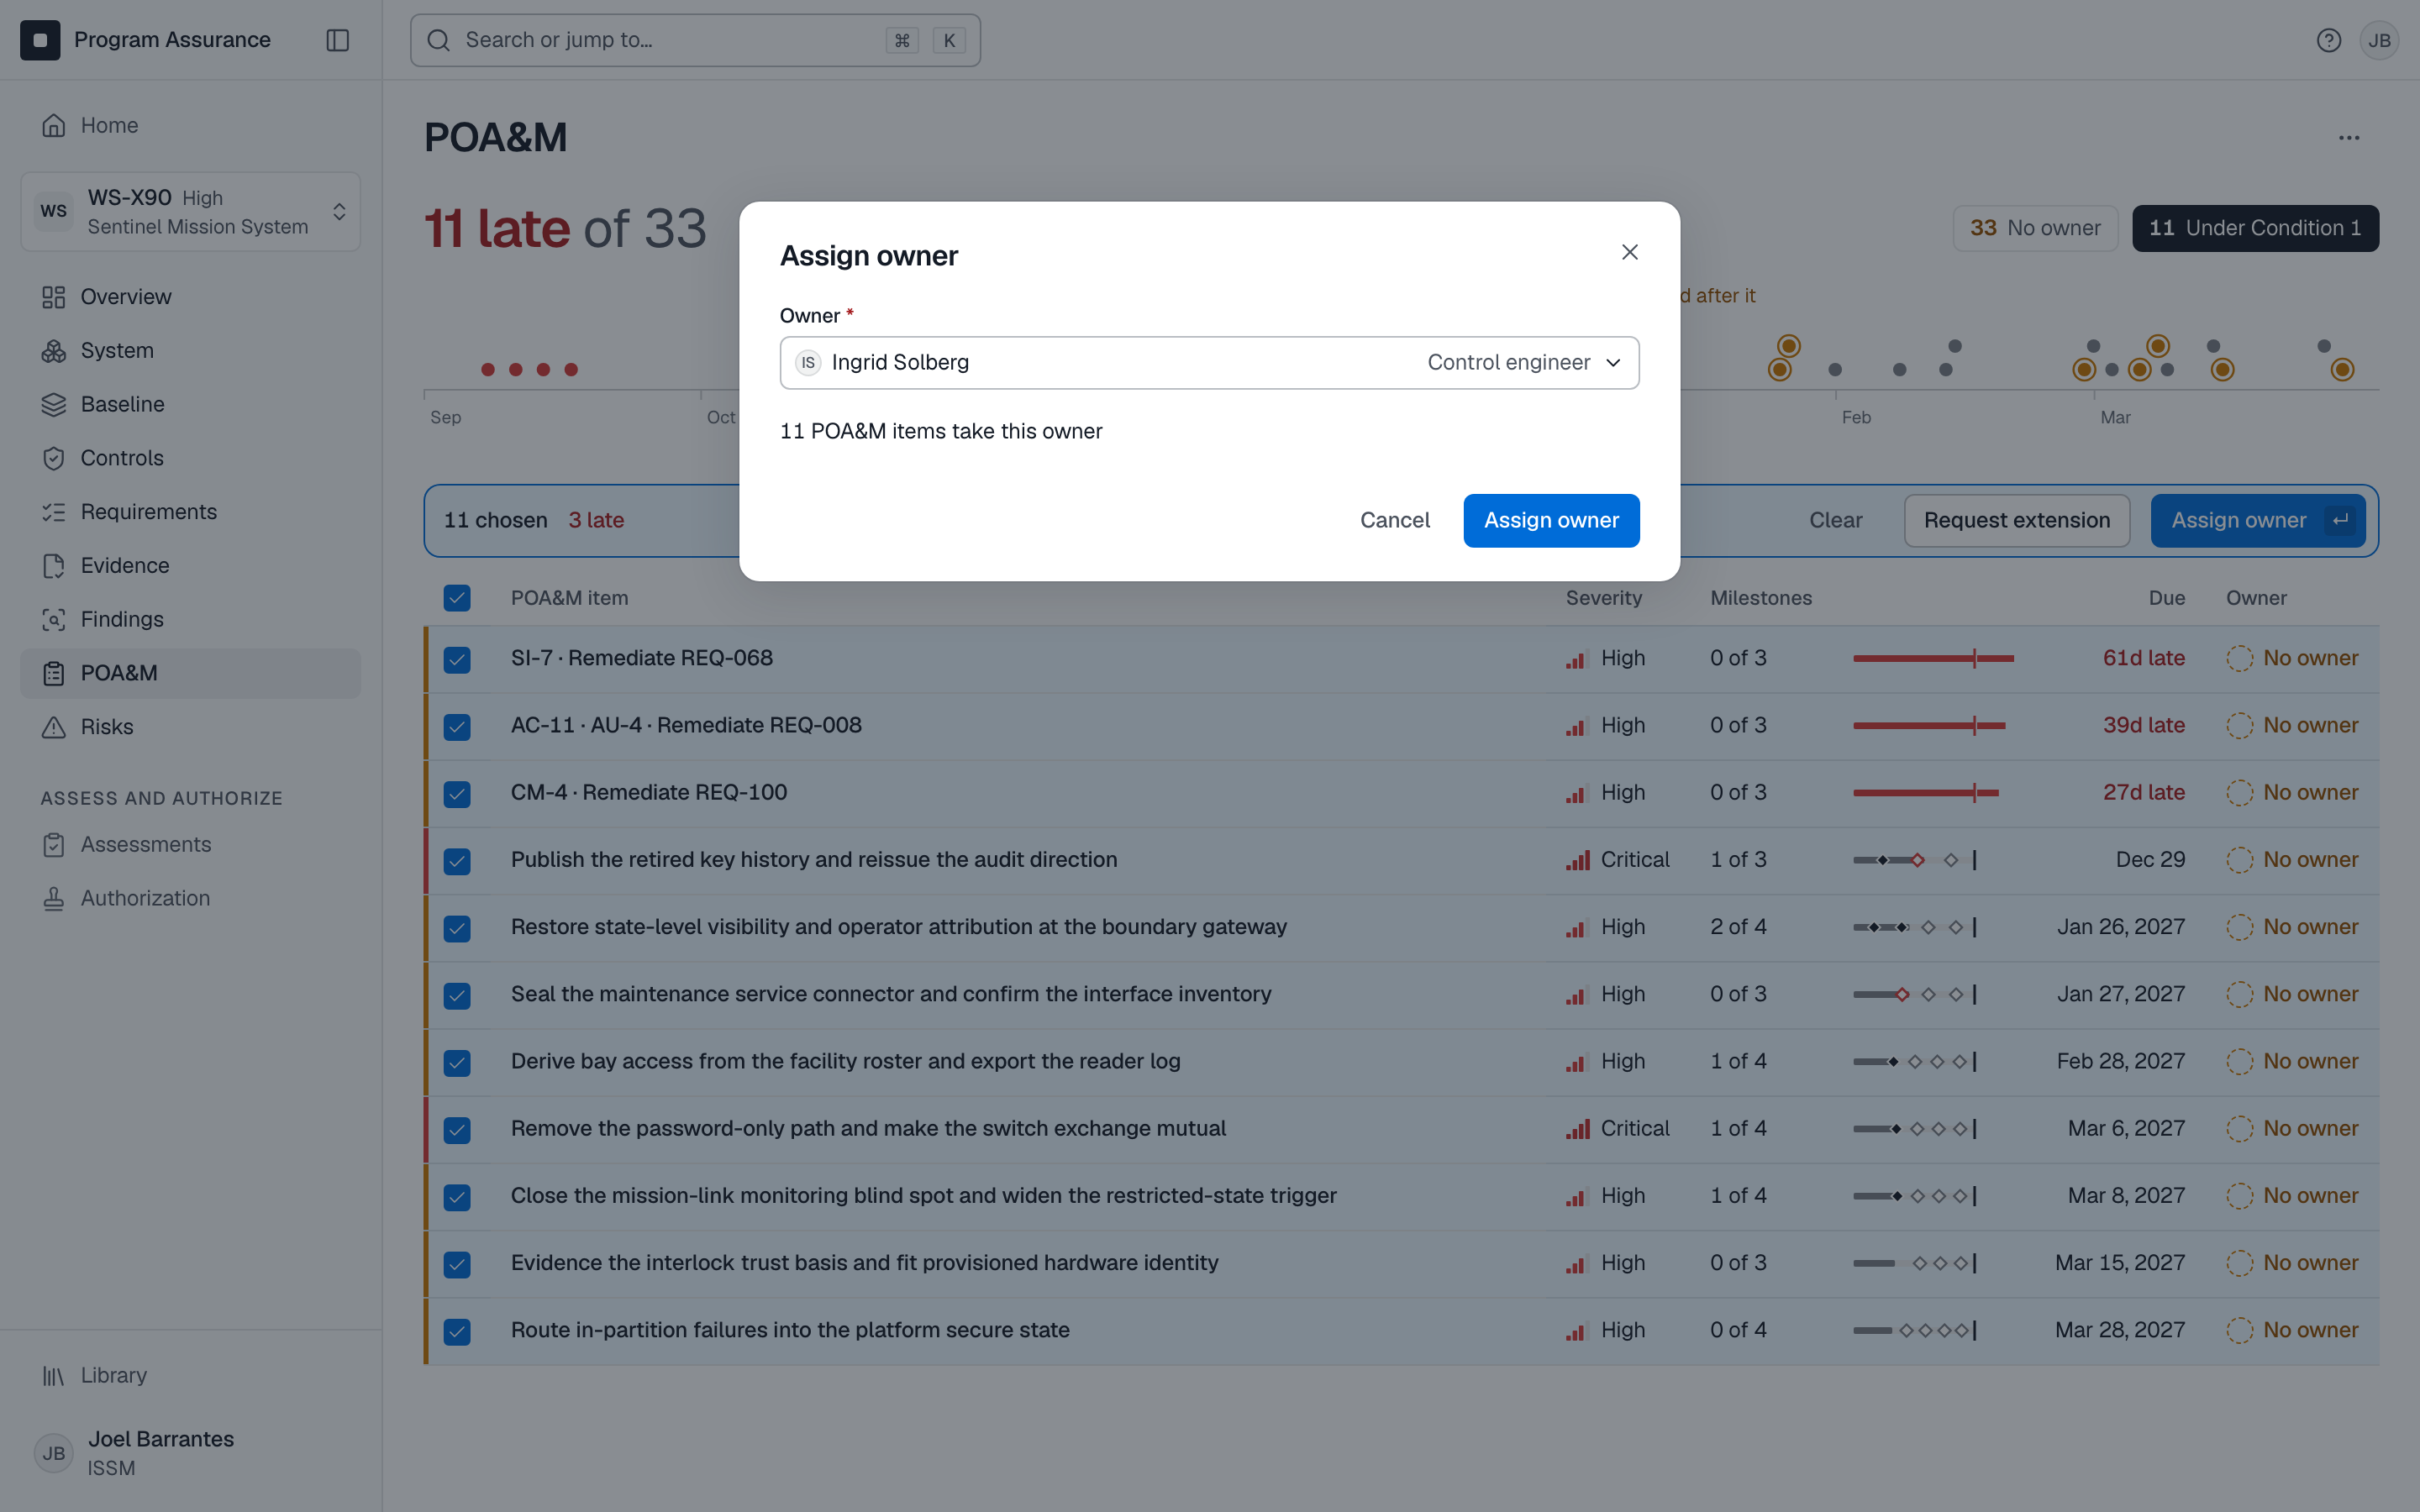 Program Assurance
Search or jump to...
⌘ K
JB
Home
WS
WS-X90 High
Sentinel Mission System
Overview
System
Baseline
Controls
Requirements
Evidence
Findings
POA&M
Risks
ASSESS AND AUTHORIZE
Assessments
Authorization
Library
JB
Joel Barrantes
ISSM
POA&M
11 late of 33
33 No owner
11 Under Condition 1
d after it
Sep
Oct
Feb
Mar
Assign owner
Owner *
IS Ingrid Solberg Control engineer
11 POA&M items take this owner
Cancel
Assign owner
11 chosen 3 late
Clear
Request extension
Assign owner
POA&M item Severity Milestones Due Owner
SI-7 · Remediate REQ-068 High 0 of 3 61d late No owner
AC-11 · AU-4 · Remediate REQ-008 High 0 of 3 39d late No owner
CM-4 · Remediate REQ-100 High 0 of 3 27d late No owner
Publish the retired key history and reissue the audit direction Critical 1 of 3 Dec 29 No owner
Restore state-level visibility and operator attribution at the boundary gateway High 2 of 4 Jan 26, 2027 No owner
Seal the maintenance service connector and confirm the interface inventory High 0 of 3 Jan 27, 2027 No owner
Derive bay access from the facility roster and export the reader log High 1 of 4 Feb 28, 2027 No owner
Remove the password-only path and make the switch exchange mutual Critical 1 of 4 Mar 6, 2027 No owner
Close the mission-link monitoring blind spot and widen the restricted-state trigger High 1 of 4 Mar 8, 2027 No owner
Evidence the interlock trust basis and fit provisioned hardware identity High 0 of 3 Mar 15, 2027 No owner
Route in-partition failures into the platform secure state High 0 of 4 Mar 28, 2027 No owner